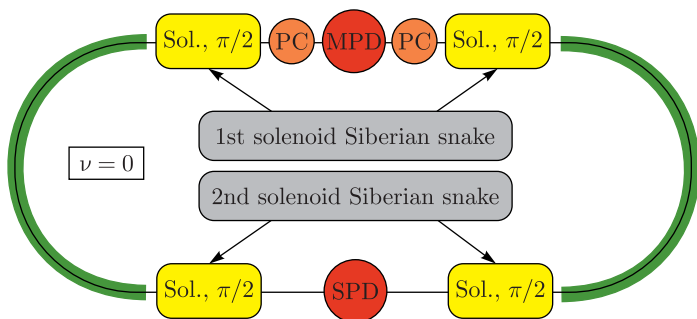 Sol., π/2 PC MPD PC Sol., π/2
1st solenoid Siberian snake
ν = 0
2nd solenoid Siberian snake
Sol., π/2 SPD Sol., π/2